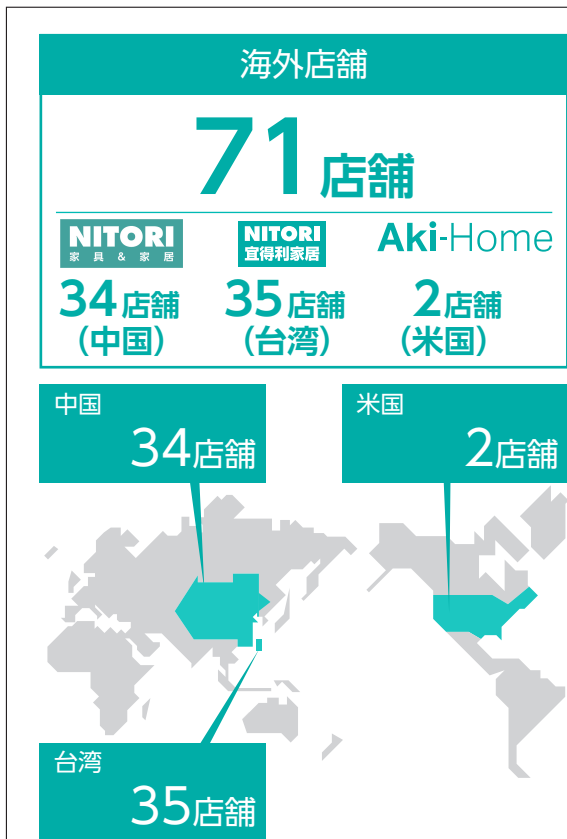 海外店舗
71店舗
NITORI
家具&家居
34店舗
(中国)
NITORI
宜得利家居
35店舗
(台湾)
Aki-Home
2店舗
(米国)
中国
34店舗
米国
2店舗
台湾
35店舗